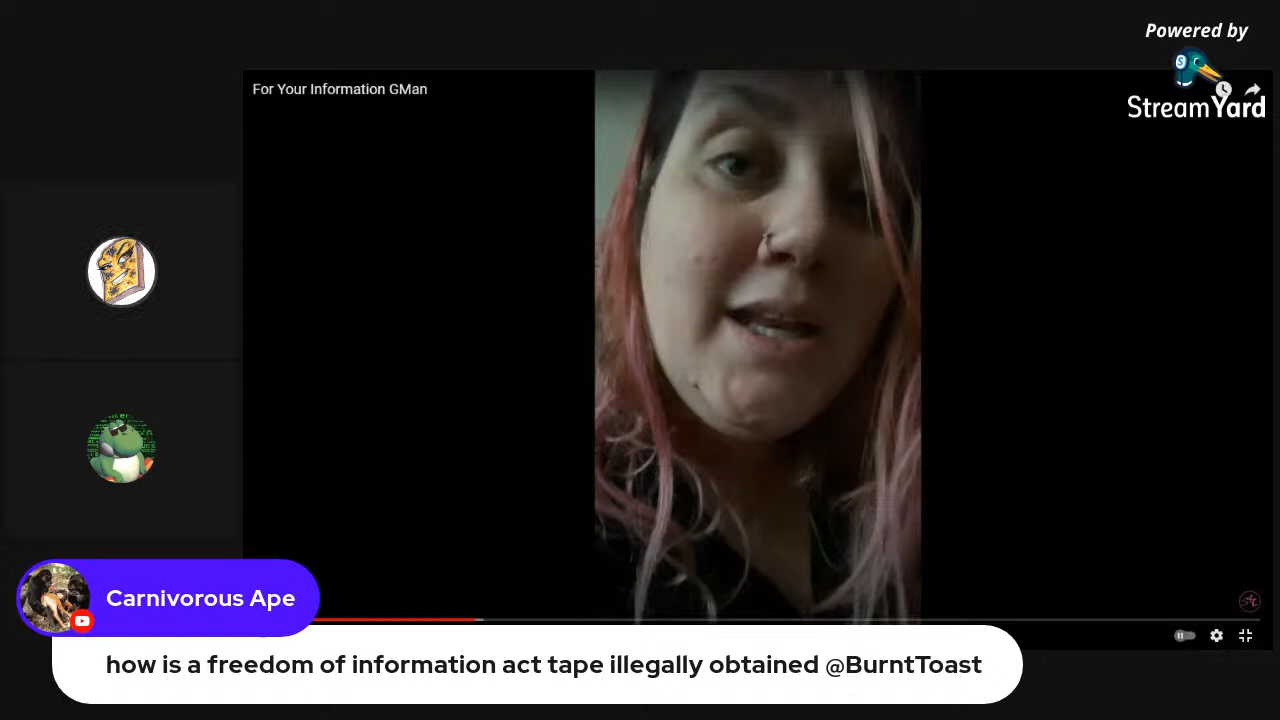 Powered by
StreamYard
For Your Information GMan
Carnivorous Ape
how is a freedom of information act tape illegally obtained @BurntToast